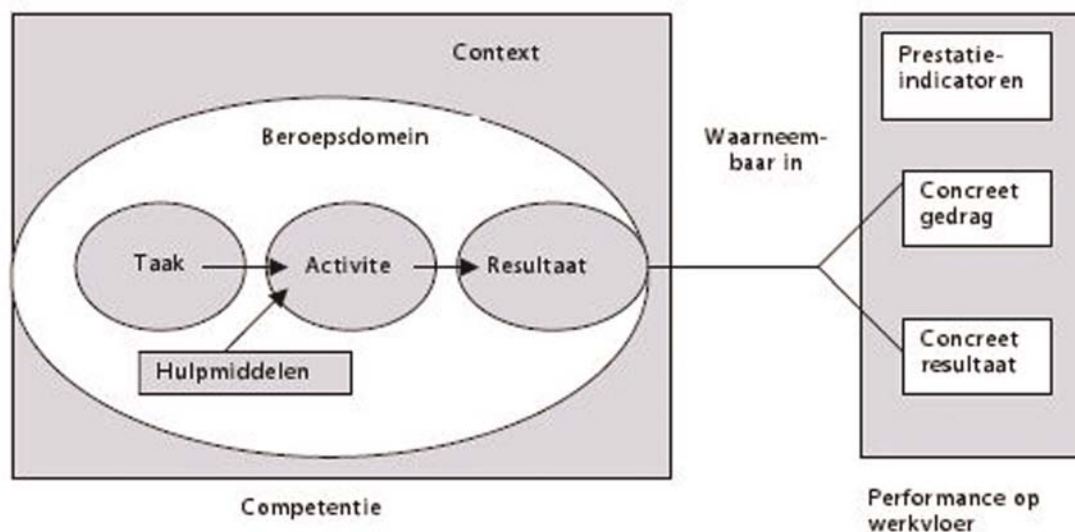 Context
Beroepsdomein
Taak
Activite
Resultaat
Hulpmiddelen
Competentie
Waarneem-
baar in
Prestatie-
indicatoren
Concreet
gedrag
Concreet
resultaat
Performance op
werkvloer